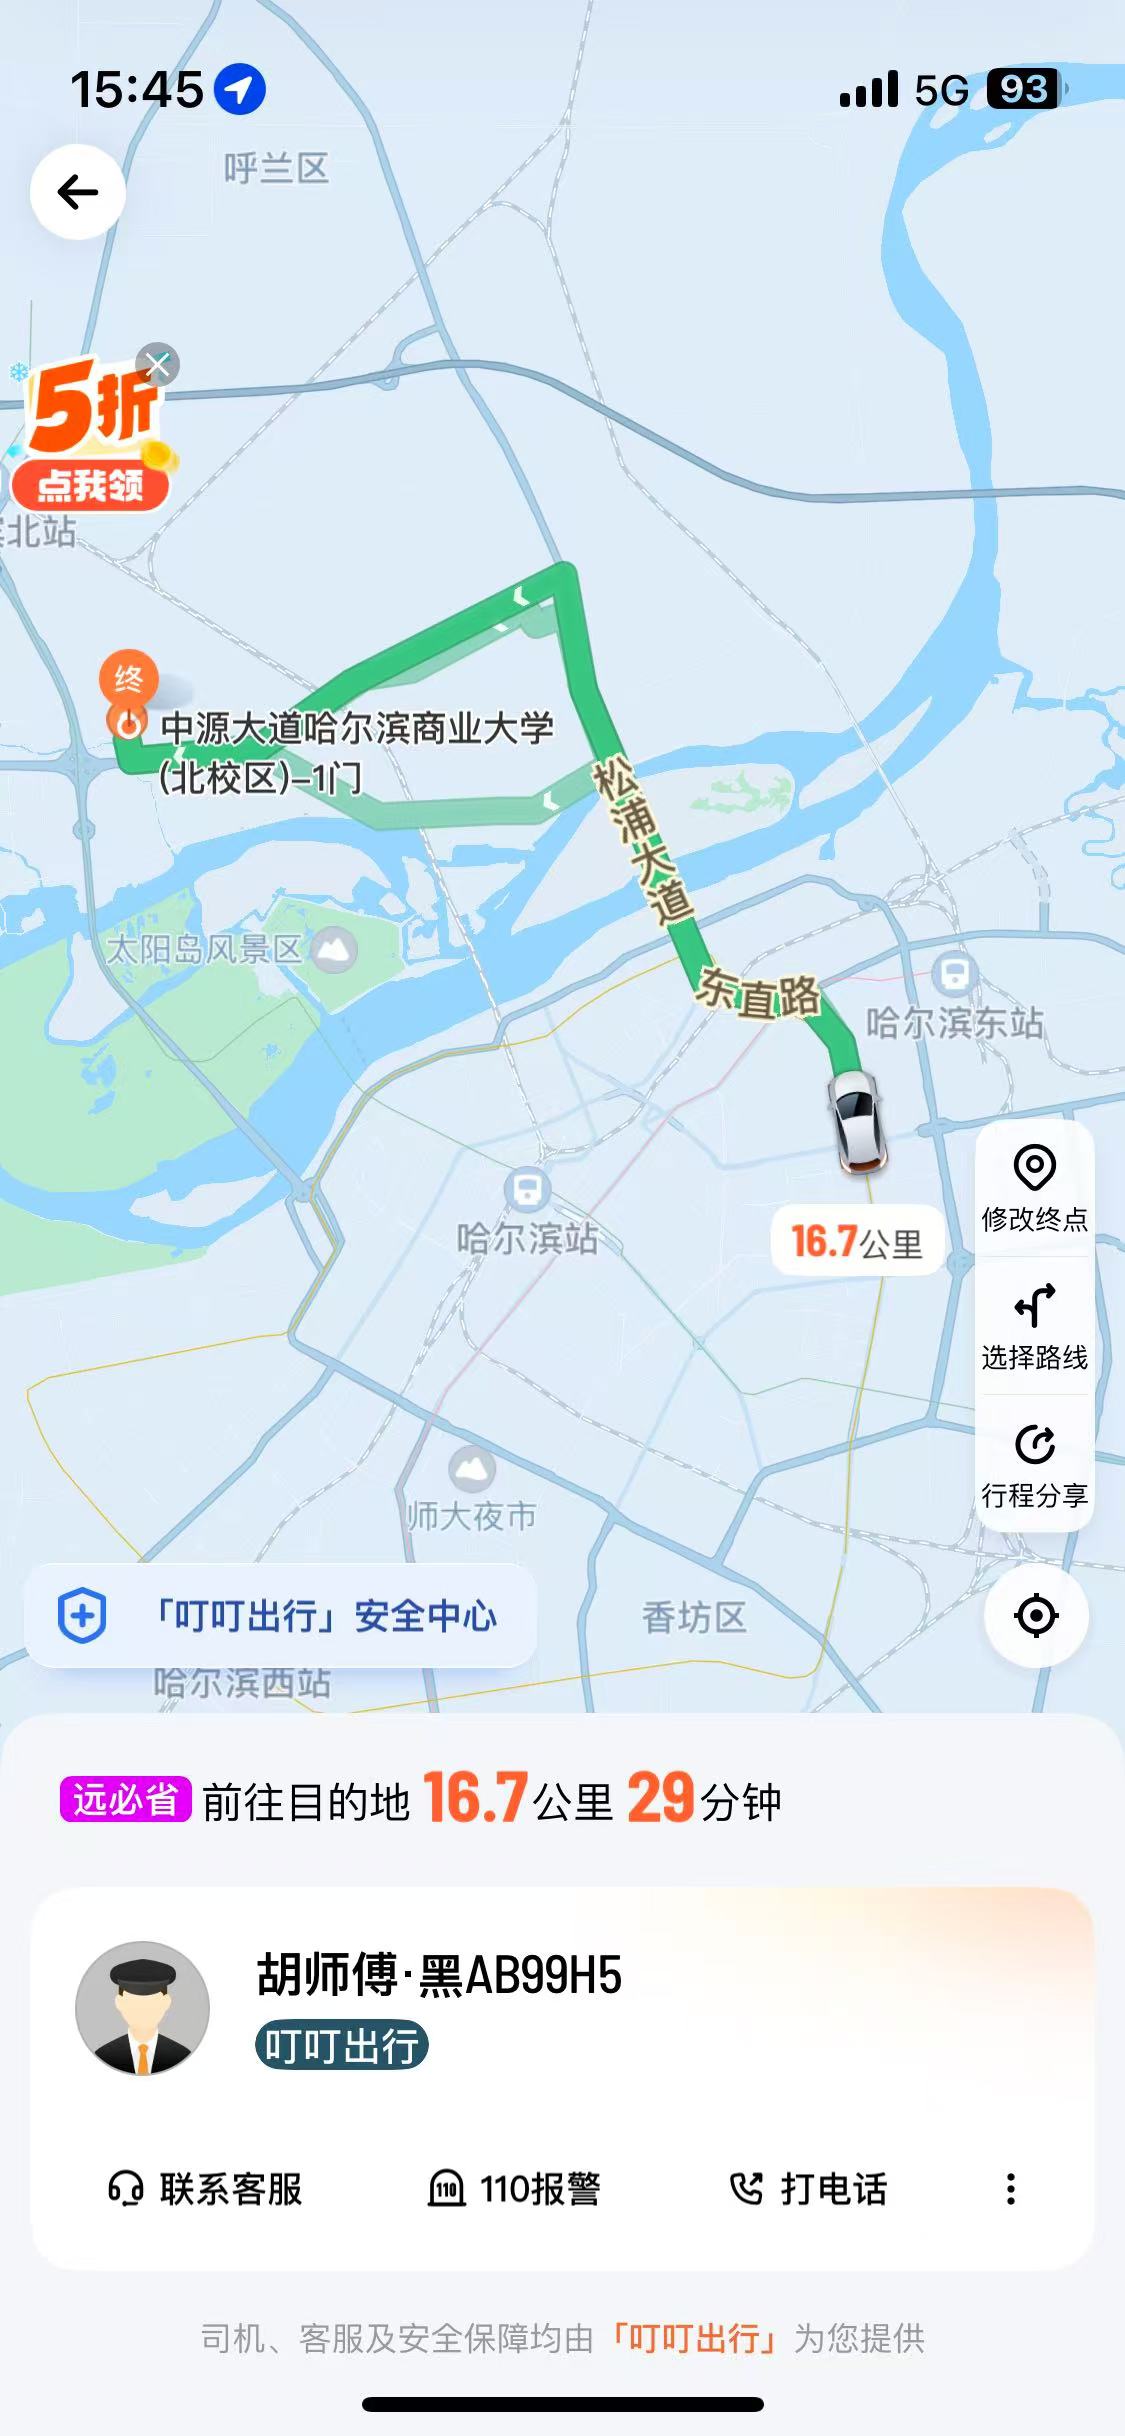 15:45
5G
93
呼兰区
5折
点我领
北站
终
中源大道哈尔滨商业大学
(北校区)-1门
松浦大道
太阳岛风景区
东直路
哈尔滨东站
哈尔滨站
16.7公里
修改终点
选择路线
行程分享
师大夜市
「叮叮出行」安全中心
香坊区
哈尔滨西站
远必省 前往目的地 16.7公里 29分钟
胡师傅·黑AB99H5
叮叮出行
联系客服
110
110报警
打电话
司机、客服及安全保障均由「叮叮出行」为您提供